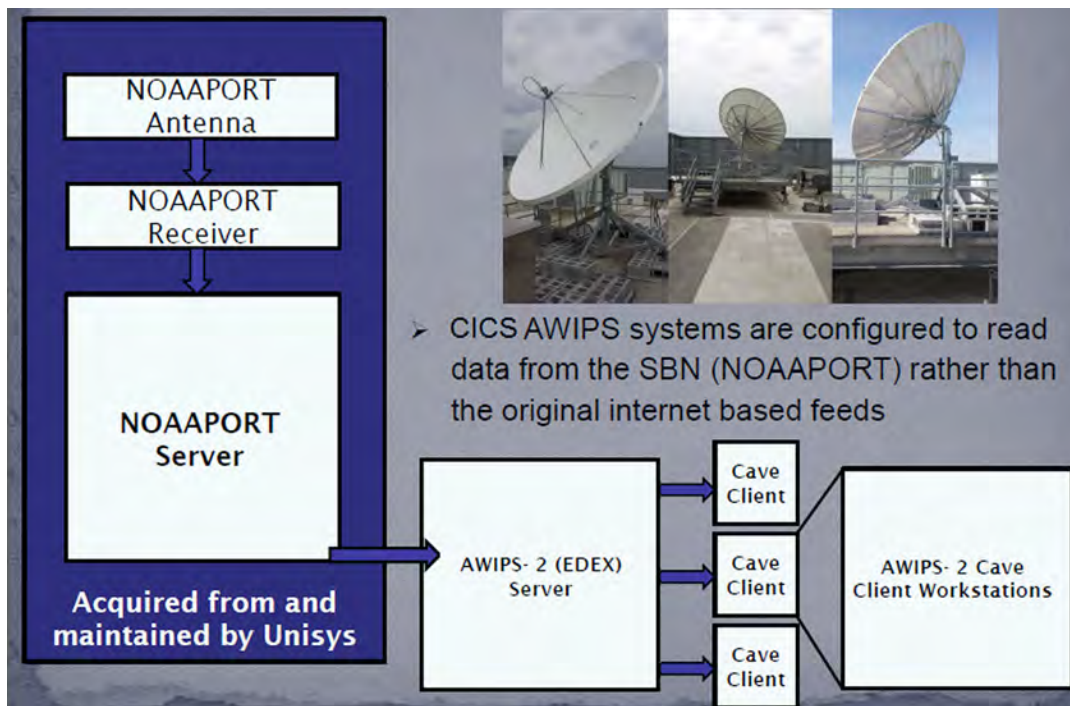 NOAAPORT
Antenna
NOAAPORT
Receiver
NOAAPORT
Server
Acquired from and
maintained by Unisys
➢ CICS AWIPS systems are configured to read
data from the SBN (NOAAPORT) rather than
the original internet based feeds
AWIPS- 2 (EDEX)
Server
Cave
Client
Cave
Client
Cave
Client
AWIPS- 2 Cave
Client Workstations